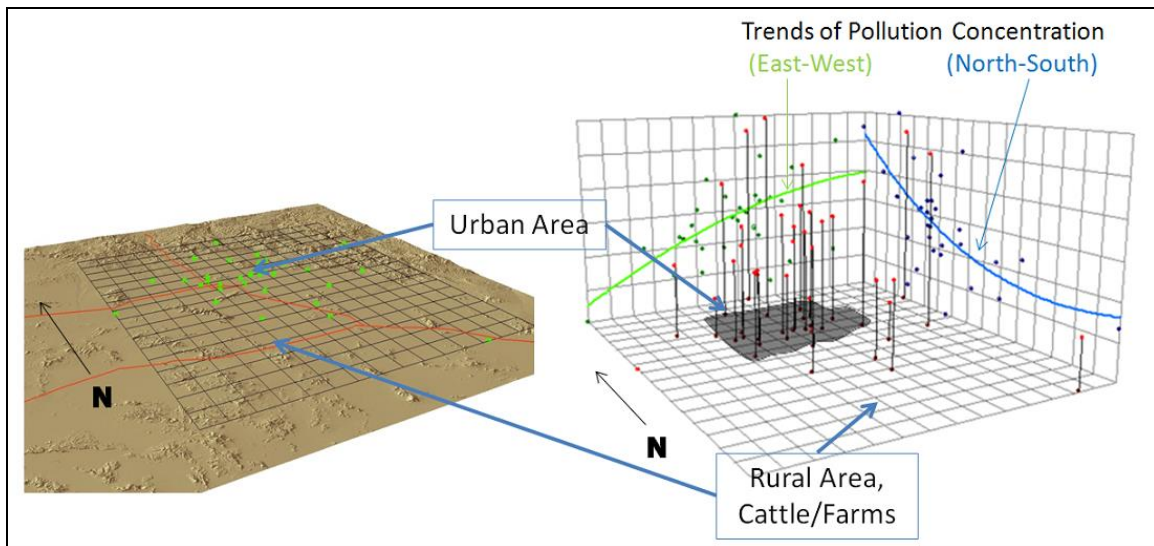 Trends of Pollution Concentration
(East-West) (North-South)
Urban Area
N
N
Rural Area,
Cattle/Farms